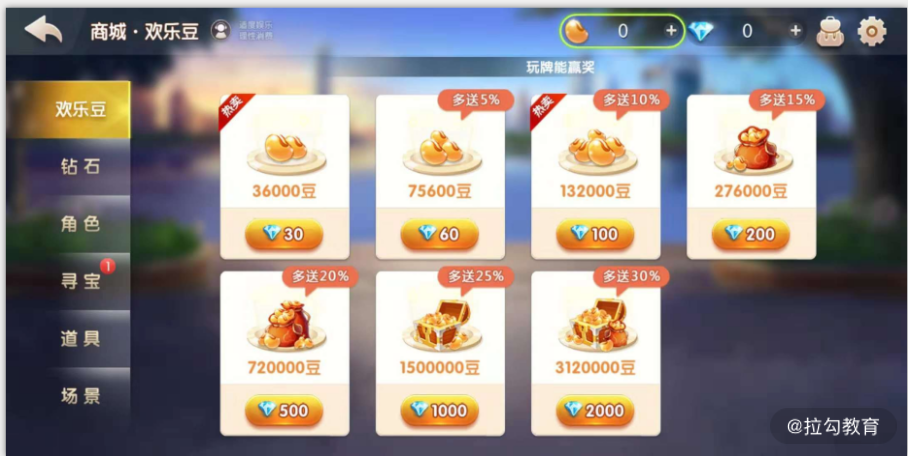 商城·欢乐豆
适度娱乐
理性消费
0
+
0
+
玩牌能赢奖
欢乐豆
钻石
角色
寻宝
1
道具
场景
热卖
36000豆
30
多送5%
75600豆
60
热卖
多送10%
132000豆
100
多送15%
276000豆
200
多送20%
720000豆
500
多送25%
1500000豆
1000
多送30%
3120000豆
2000
@拉勾教育